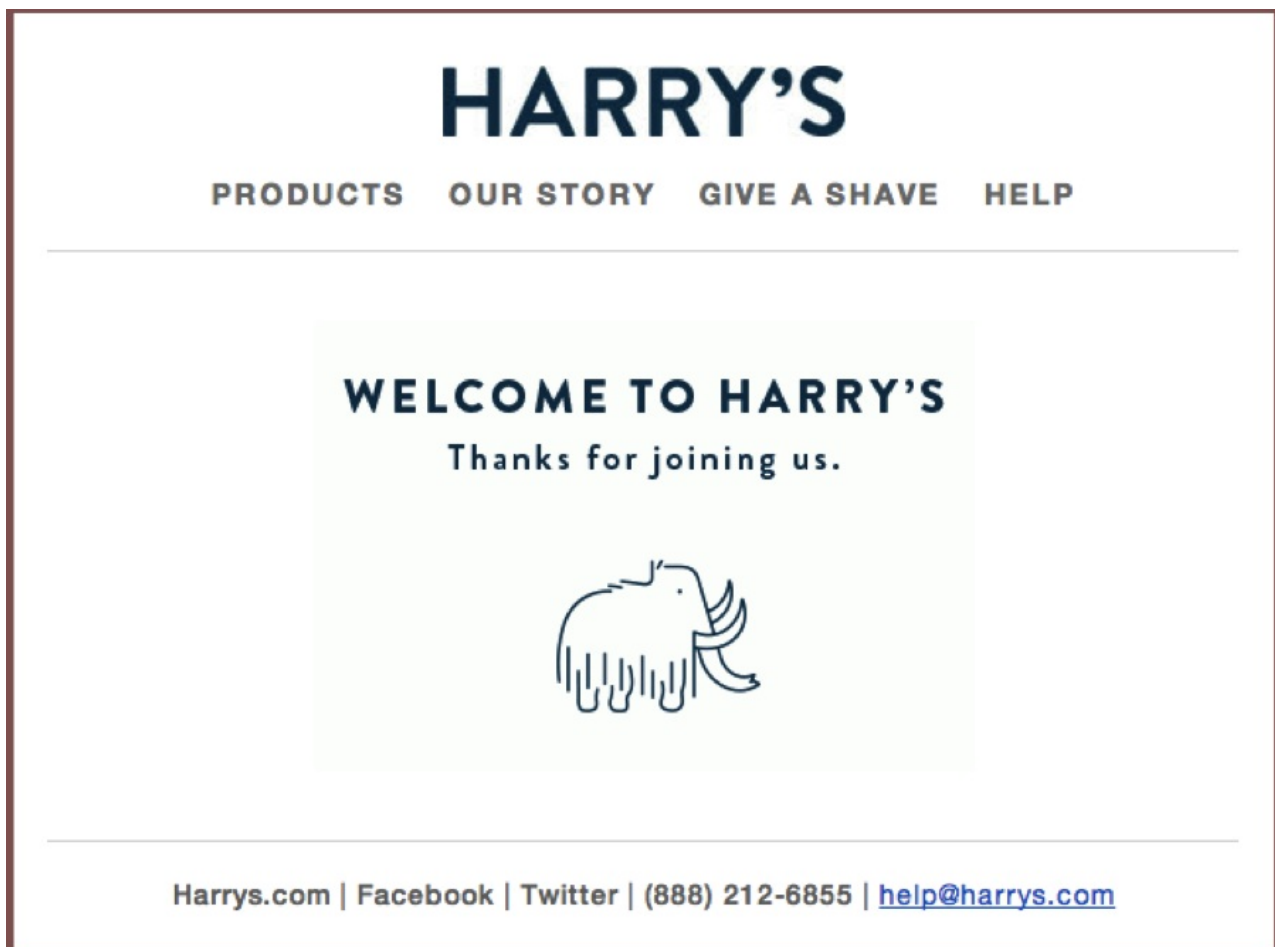 HARRY’S
PRODUCTS OUR STORY GIVE A SHAVE HELP
WELCOME TO HARRY’S
Thanks for joining us.
Harrys.com | Facebook | Twitter | (888) 212-6855 | help@harrys.com